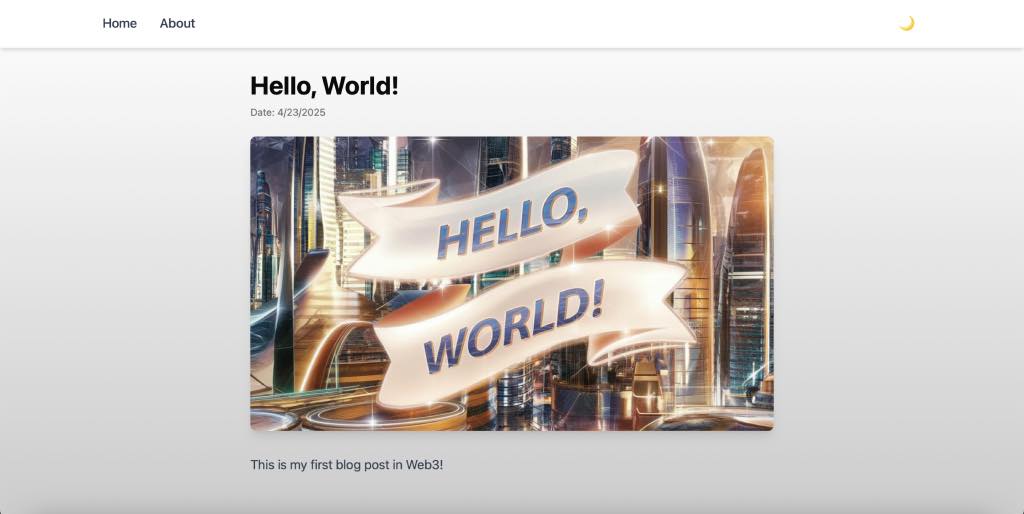 Home About
Hello, World!
Date: 4/23/2025
HELLO,
WORLD!
This is my first blog post in Web3!